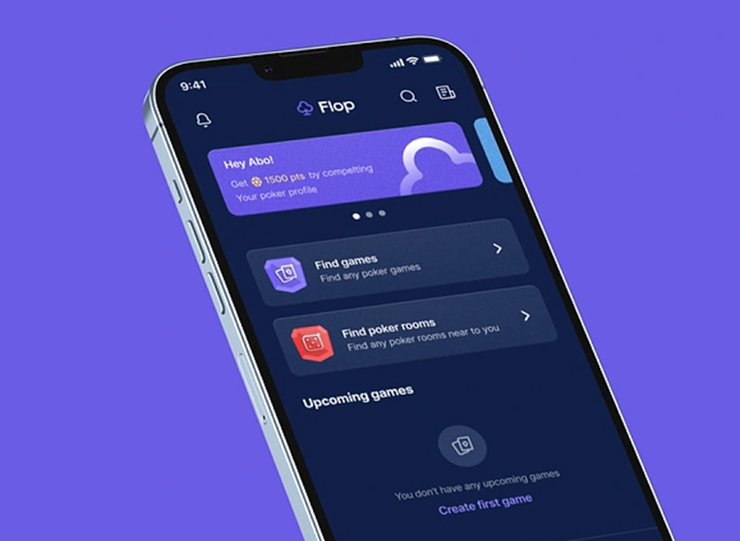 9:41
Flop
Hey Abo!
Get 1500 pts by compelting
Your poker profile
Find games
Find any poker games
Find poker rooms
Find any poker rooms near to you
Upcoming games
You don't have any upcoming games
Create first game